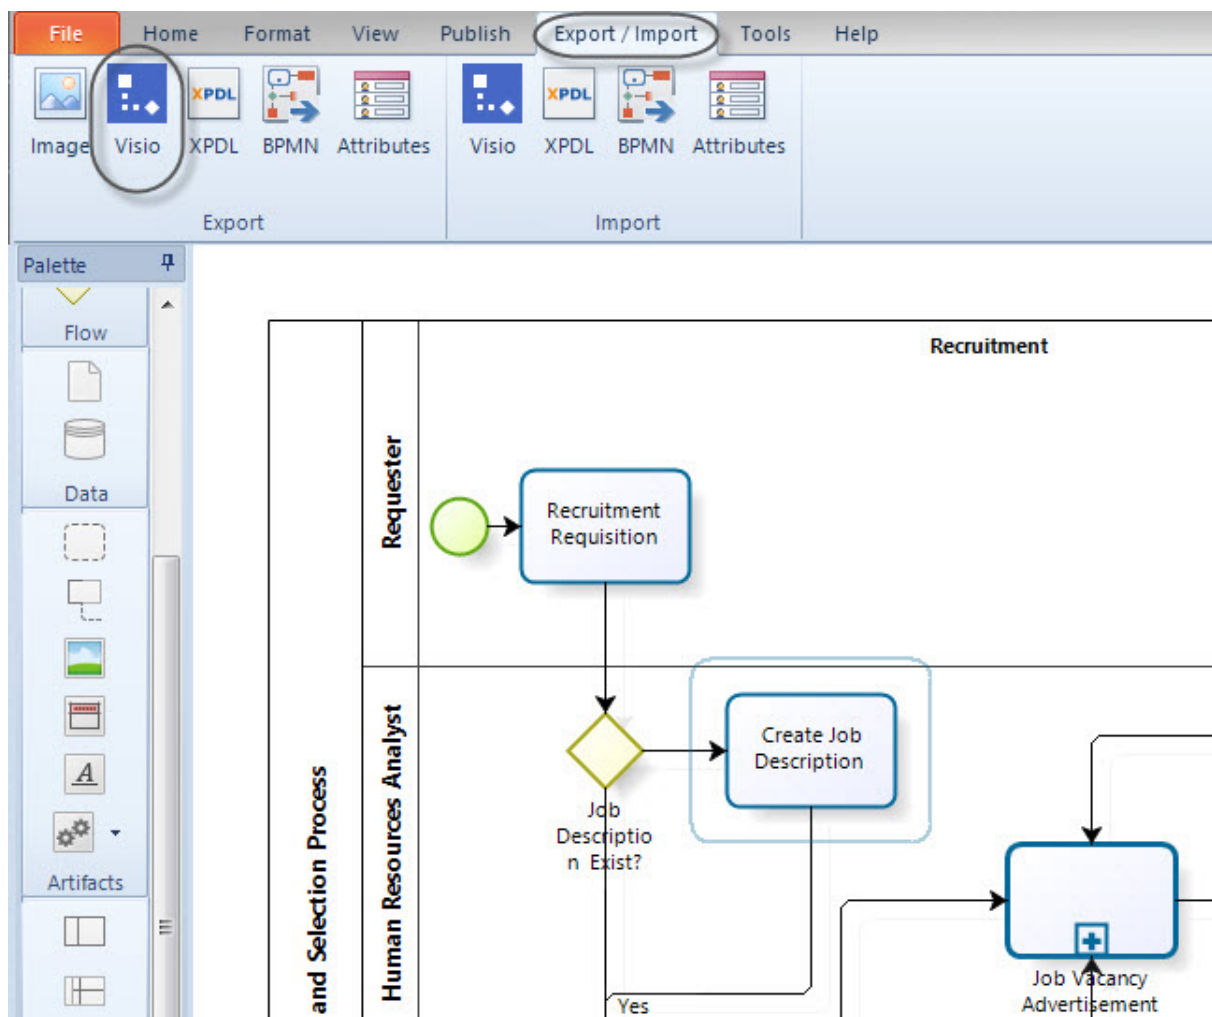 File Home Format View Publish Export / Import Tools Help
XPDL XPDL
Image Visio XPDL BPMN Attributes Visio XPDL BPMN Attributes
Export Import
Palette
Flow
Data
A
Artifacts
Recruitment
Requester
Recruitment
Requisition
and Selection Process
Human Resources Analyst
Create Job
Description
Job
Descriptio
n Exist?
Yes
Job Vacancy
Advertisement